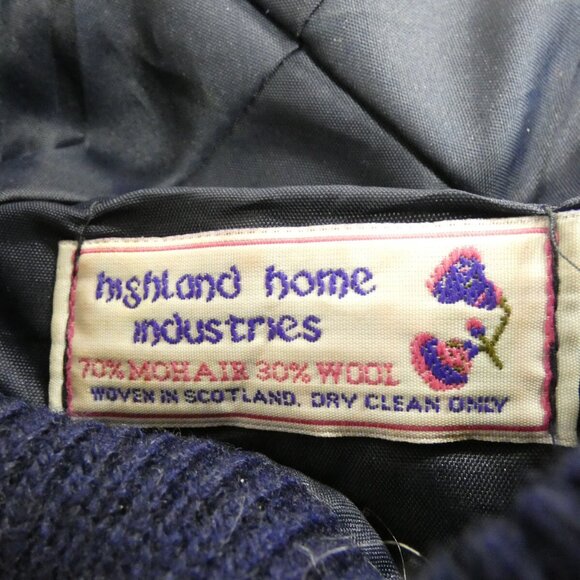 highland home
industries
70% MOHAIR 30% WOOL
WOVEN IN SCOTLAND. DRY CLEAN ONLY